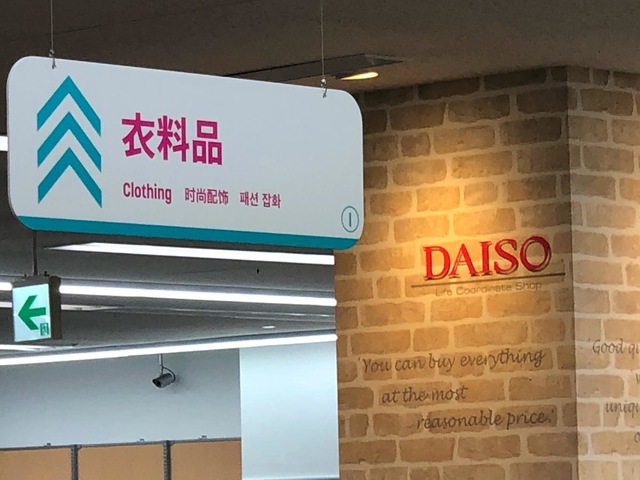 衣料品
Clothing 时尚配饰 패션 잡화
I
DAISO
Life Coordinate Shop
'You can buy everything
at the most
reasonable price.'
'Good